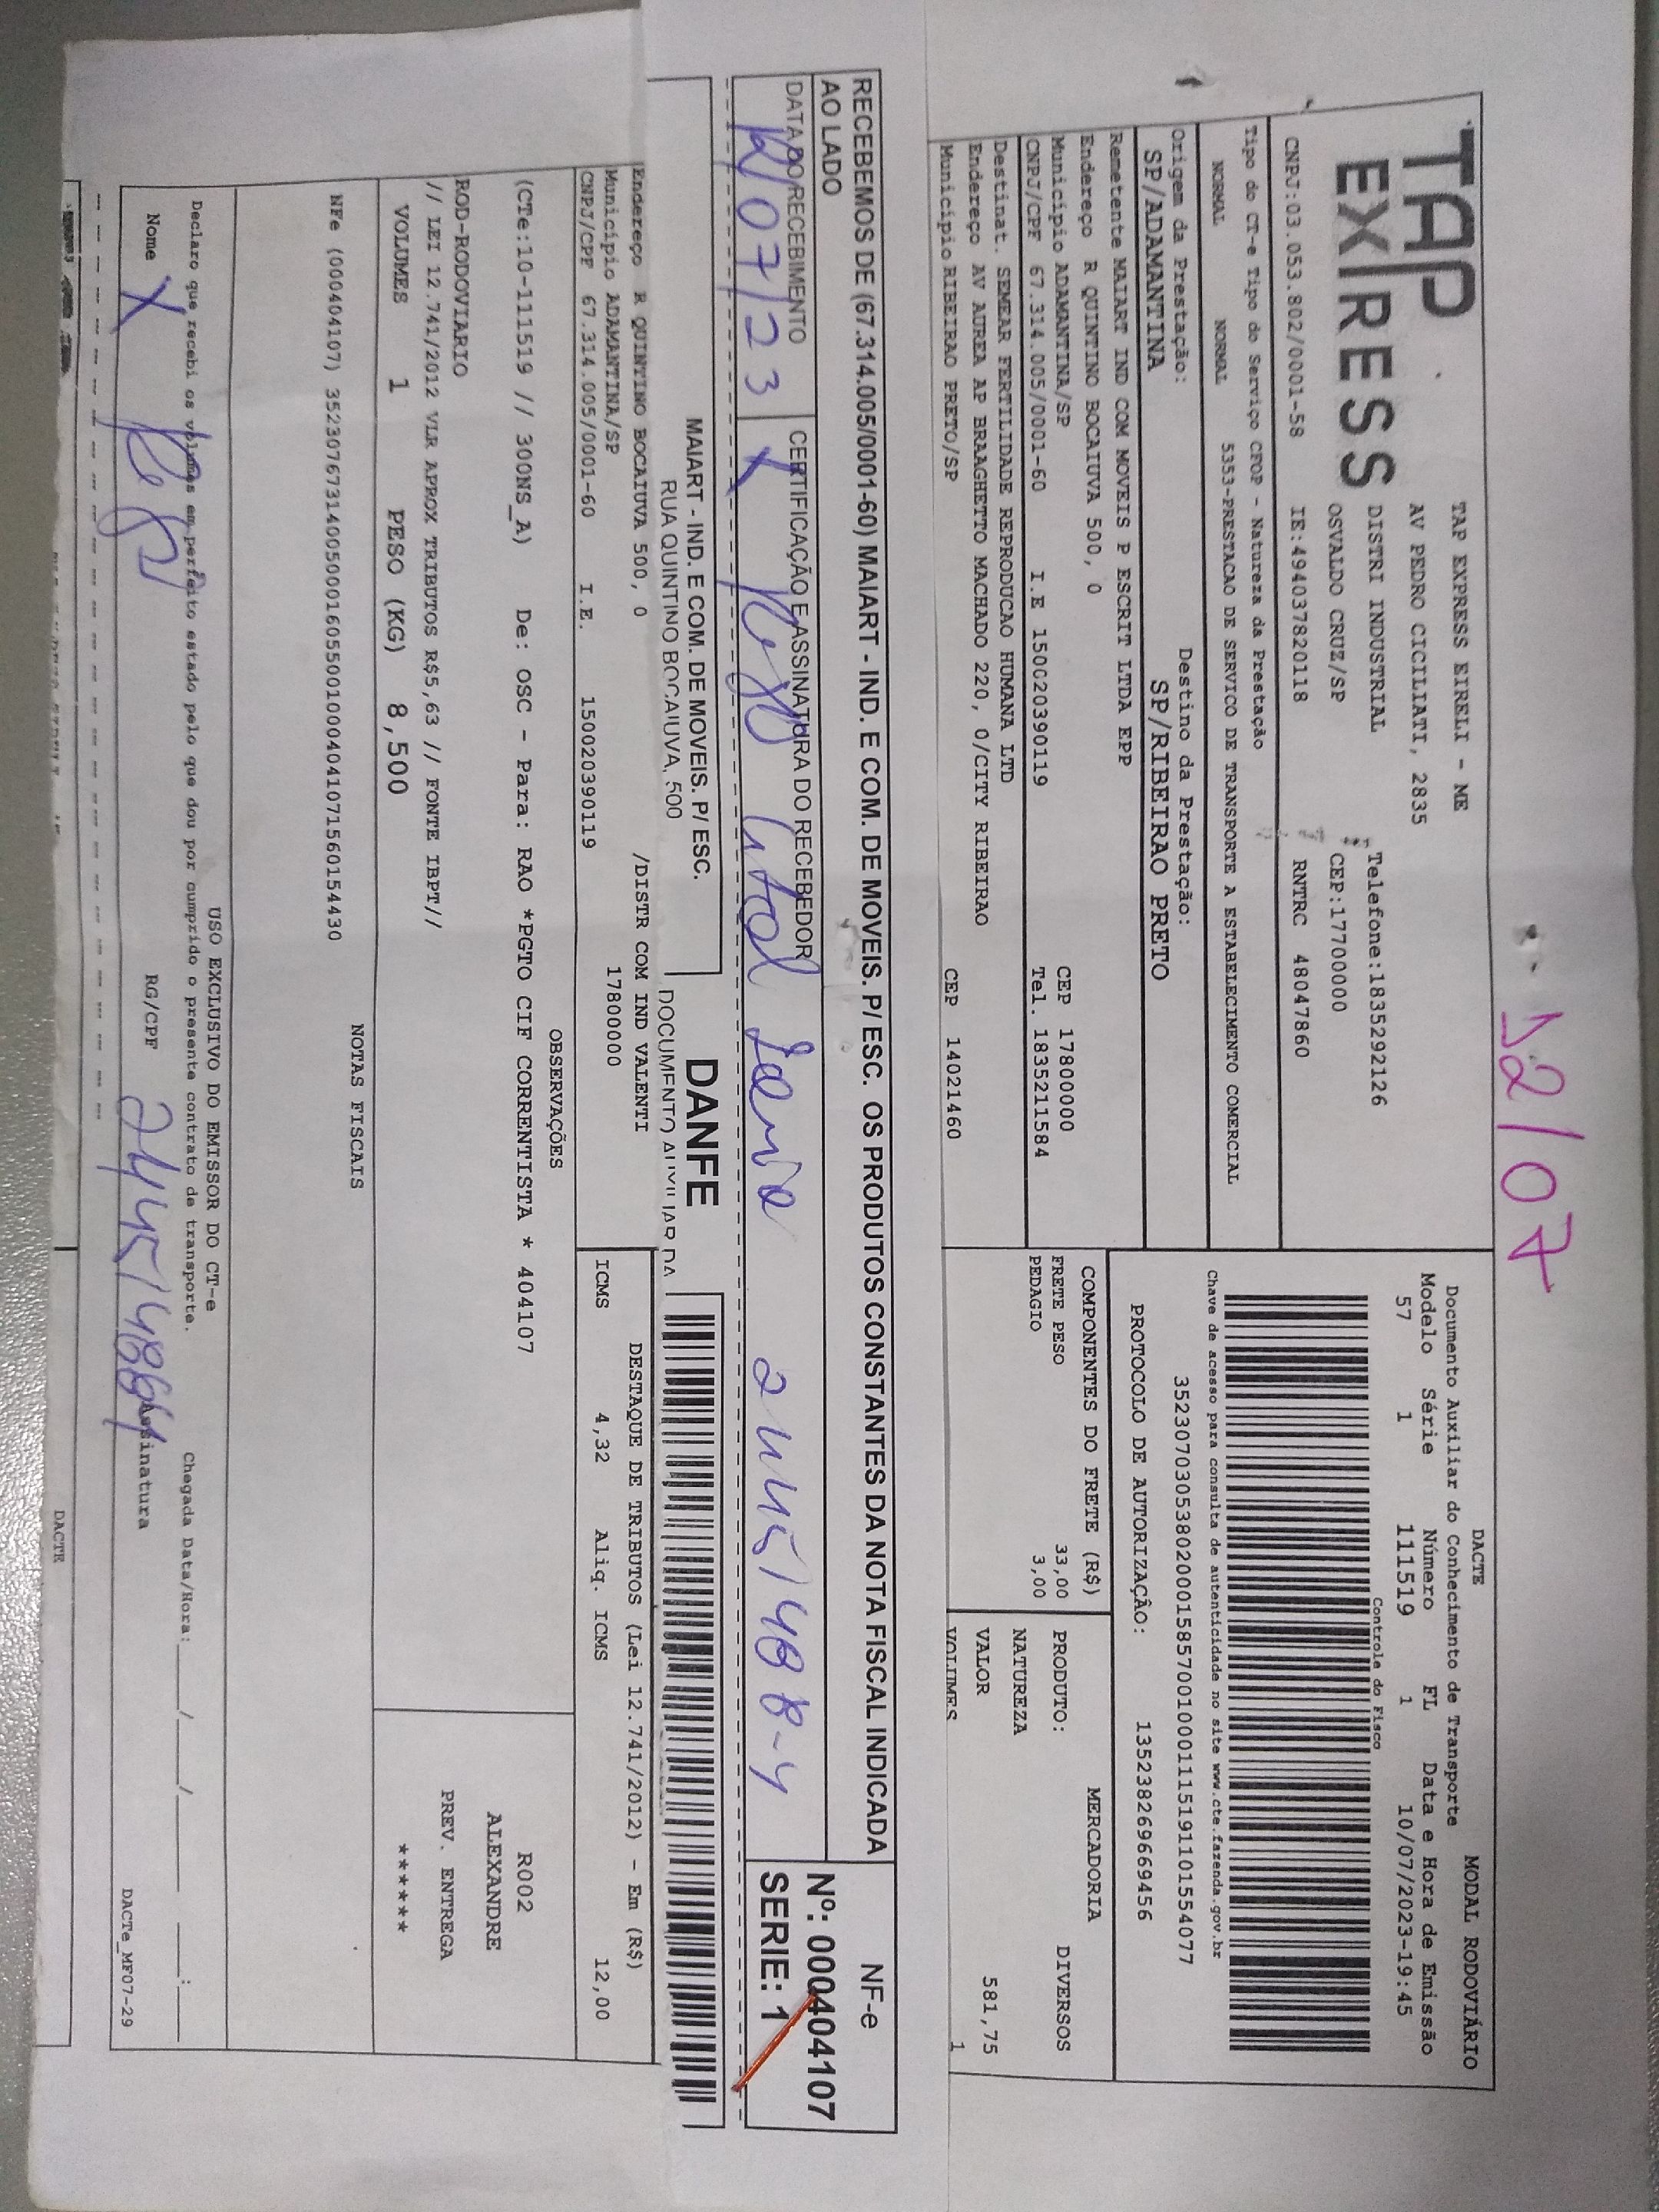 12/07
TAP EXPRESS
TAP EXPRESS EIRELI - ME
AV PEDRO CICILIATI, 2835
DISTRI INDUSTRIAL Telefone:1835292126
OSVALDO CRUZ/SP CEP:17700000
CNPJ:03.053.802/0001-58 IE:494037820118 RNTRC 48047860
Tipo do CT-e Tipo do Serviço CFOP - Natureza da Prestação
NORMAL NORMAL 5353-PRESTACAO DE SERVICO DE TRANSPORTE A ESTABELECIMENTO COMERCIAL
Origem da Prestação: Destino da Prestação:
SP/ADAMANTINA SP/RIBEIRAO PRETO
Remetente MAIART IND COM MOVEIS P ESCRIT LTDA EPP
Endereço R QUINTINO BOCAIUVA 500, 0
Município ADAMANTINA/SP CEP 17800000
CNPJ/CPF 67.314.005/0001-60 I.E 150020390119 Tel. 1835211584
Destinat. SEMEAR FERTILIDADE REPRODUCAO HUMANA LTD
Endereço AV AUREA AP BRAAGHETTO MACHADO 220, 0/CITY RIBEIRAO
Município RIBEIRAO PRETO/SP CEP 14021460
DACTE MODAL RODOVIÁRIO
Documento Auxiliar do Conhecimento de Transporte
Modelo Série Número FL Data e Hora de Emissão
57 1 111519 1 10/07/2023-19:45
Controle do Fisco
Chave de acesso para consulta de autenticidade no site www.cte.fazenda.gov.br
35230703053802000158570010001115191101554077
PROTOCOLO DE AUTORIZAÇÃO: 135238269669456
COMPONENTES DO FRETE (R$)
FRETE PESO 33,00
PEDAGIO 3,00
MERCADORIA
PRODUTO: DIVERSOS
NATUREZA
VALOR 581,75
VOLUMES 1
RECEBEMOS DE (67.314.005/0001-60) MAIART - IND. E COM. DE MOVEIS. P/ ESC. OS PRODUTOS CONSTANTES DA NOTA FISCAL INDICADA
AO LADO
DATA DO RECEBIMENTO CERTIFICAÇÃO E ASSINATURA DO RECEBEDOR
12/07/23 X
NF-e
Nº: 000404107
SERIE: 1
MAIART - IND. E COM. DE MOVEIS. P/ ESC.
RUA QUINTINO BOCAIUVA, 500
DANFE
DOCUMENTO AUXILIAR DA
Endereço R QUINTINO BOCAIUVA 500, 0 /DISTR COM IND VALENTI
Município ADAMANTINA/SP 17800000
CNPJ/CPF 67.314.005/0001-60 I.E. 150020390119
DESTAQUE DE TRIBUTOS (Lei 12.741/2012) - Em (R$)
ICMS 4,32 Aliq. ICMS 12,00
OBSERVAÇÕES
(CTe:10-111519 // 300NS_A) De: OSC - Para: RAO *PGTO CIF CORRENTISTA * 404107
ROD-RODOVIARIO
// LEI 12.741/2012 VLR APROX TRIBUTOS R$5,63 // FONTE IBPT//
R002
ALEXANDRE
PREV. ENTREGA
*******
VOLUMES 1 PESO (KG) 8,500
NOTAS FISCAIS
NFe (000404107) 35230767314005000160550010004041071560154430
USO EXCLUSIVO DO EMISSOR DO CT-e
Declaro que recebi os volumes em perfeito estado pelo que dou por cumprido o presente contrato de transporte. Chegada Data/Hora: ___/___/____ ___:___
Nome X RG/CPF Assinatura
DACTe_MF07-29
DACTE